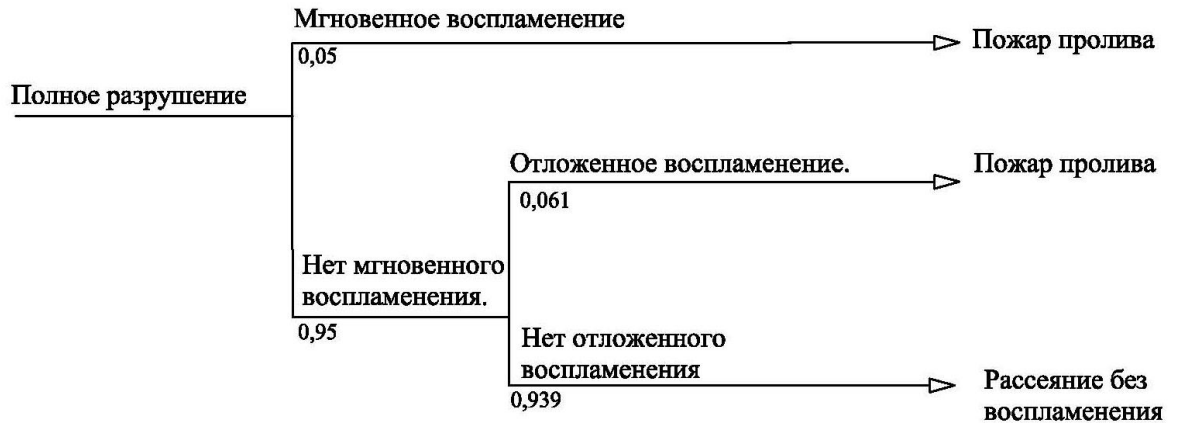 Мгновенное воспламенение
0,05
Пожар пролива
Полное разрушение
Отложенное воспламенение.
0,061
Пожар пролива
Нет мгновенного
воспламенения.
0,95
Нет отложенного
воспламенения
0,939
Рассеяние без
воспламенения